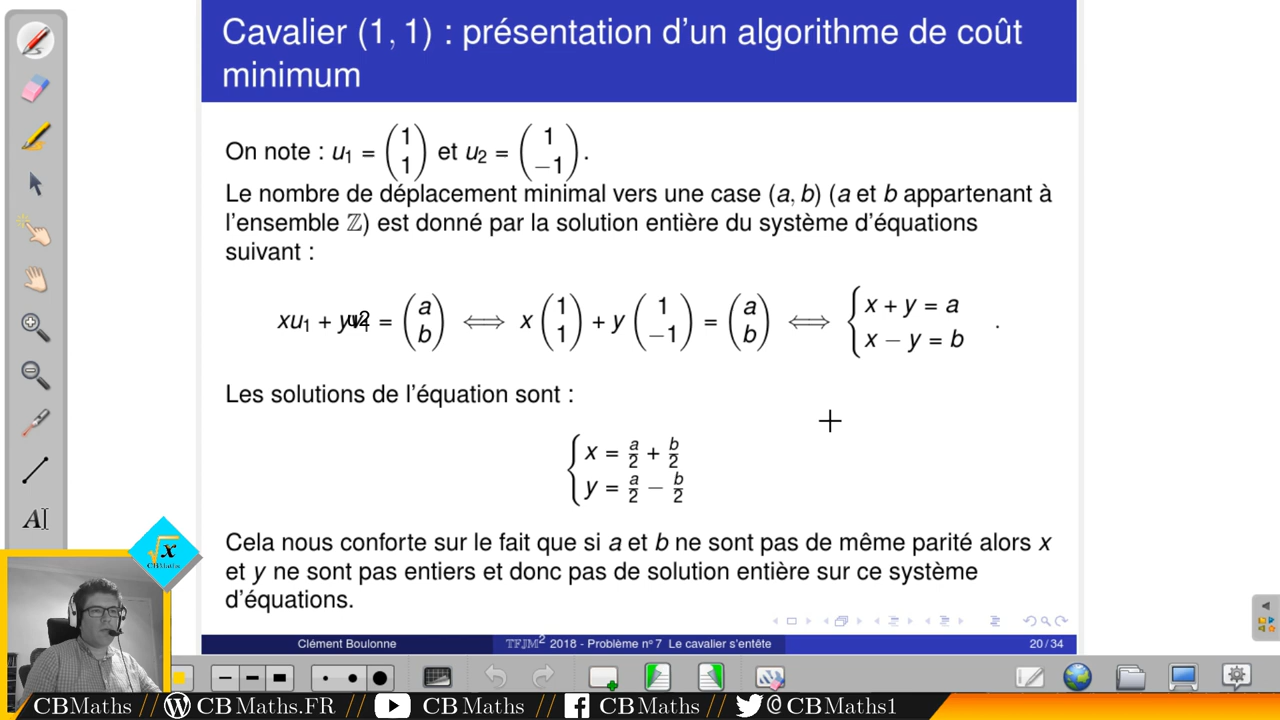 Cavalier (1, 1) : présentation d'un algorithme de coût
minimum
On note : u₁ = (1 1) et u₂ = (1 −1).
Le nombre de déplacement minimal vers une case (a, b) (a et b appartenant à
l'ensemble ℤ) est donné par la solution entière du système d'équations
suivant :
xu₁ + yu2 = (a b) ⟺ x (1 1) + y (1 −1) = (a b) ⟺ { x + y = a
x − y = b .
Les solutions de l'équation sont :
{ x = a/2 + b/2
y = a/2 − b/2
Cela nous conforte sur le fait que si a et b ne sont pas de même parité alors x
et y ne sont pas entiers et donc pas de solution entière sur ce système
d'équations.
Clément Boulonne TFJM² 2018 - Problème nᵒ 7 Le cavalier s'entête 20 / 34
AI
√x
CBMaths
CBMaths // CBMaths.FR // CBMaths // CBMaths // @CBMaths1